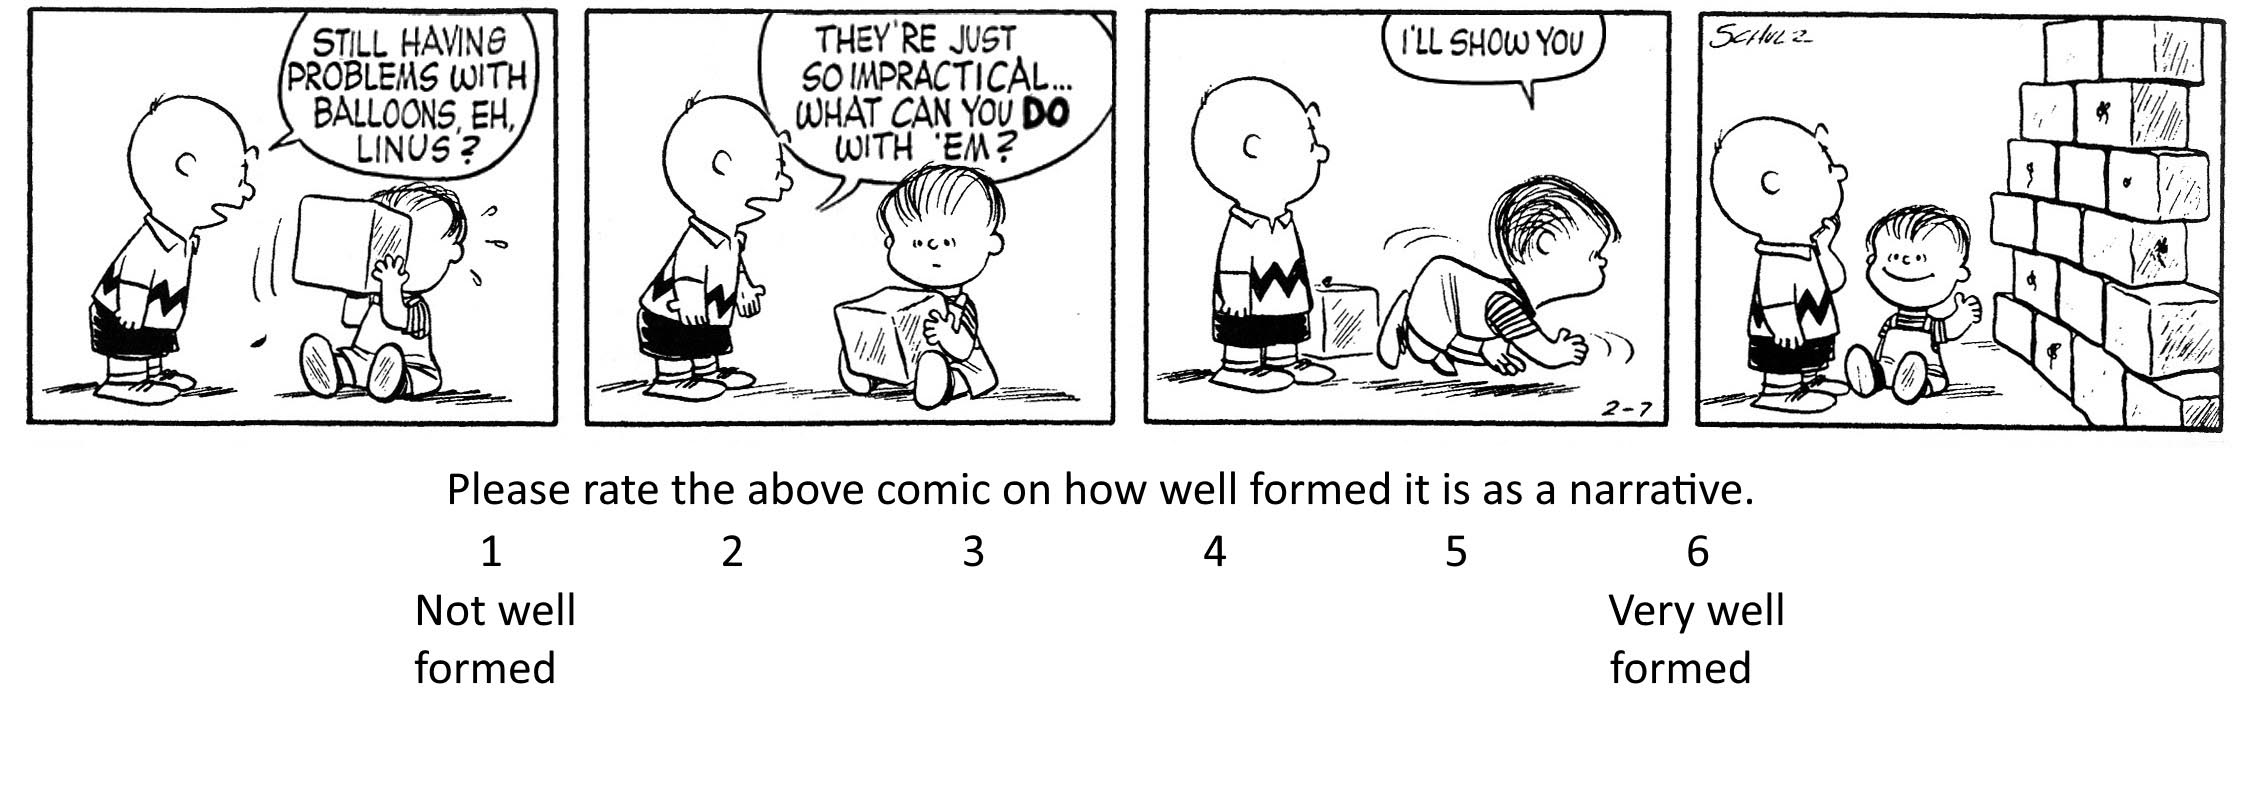 STILL HAVING
PROBLEMS WITH
BALLOONS, EH,
LINUS?
THEY'RE JUST
SO IMPRACTICAL...
WHAT CAN YOU DO
WITH 'EM?
I'LL SHOW YOU
2-7
SCHULZ
Please rate the above comic on how well formed it is as a narrative.
1 2 3 4 5 6
Not well
formed
Very well
formed